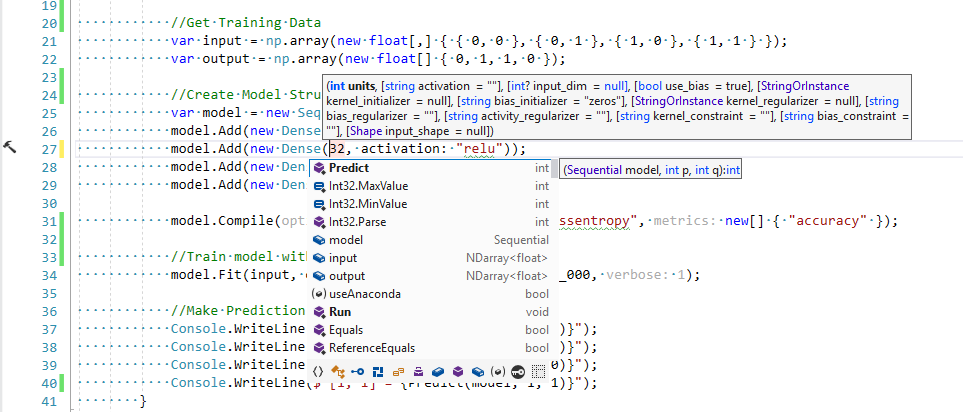 19
20 //Get Training Data
21 var input = np.array(new float[,] { { 0, 0 }, { 0, 1 }, { 1, 0 }, { 1, 1 } });
22 var output = np.array(new float[] { 0, 1, 1, 0 });
23
(int units, [string activation = ""], [int? input_dim = null], [bool use_bias = true], [StringOrInstance
24 //Create Model Stru
kernel_initializer = null], [string bias_initializer = "zeros"], [StringOrInstance kernel_regularizer = null], [string
25 var model = new Seq
bias_regularizer = ""], [string activity_regularizer = ""], [string kernel_constraint = ""], [string bias_constraint =
26 model.Add(new Dense
""], [Shape input_shape = null])
27 model.Add(new Dense(32, activation: "relu"));
28 model.Add(new Den
Predict int
(Sequential model, int p, int q):int
29 model.Add(new Den
Int32.MaxValue int
30
Int32.MinValue int
31 model.Compile(opt
Int32.Parse int
ssentropy", metrics: new[] { "accuracy" });
32
model Sequential
33 //Train model wit
input NDarray<float>
34 model.Fit(input,
output NDarray<float>
_000, verbose: 1);
35
useAnaconda bool
36 //Make Prediction
Run void
37 Console.WriteLine
Equals bool
)}");
38 Console.WriteLine
ReferenceEquals bool
)}");
39 Console.WriteLine
0)}");
40 Console.WriteLine($"[1, 1] = {Predict(model, 1, 1)}");
41 }